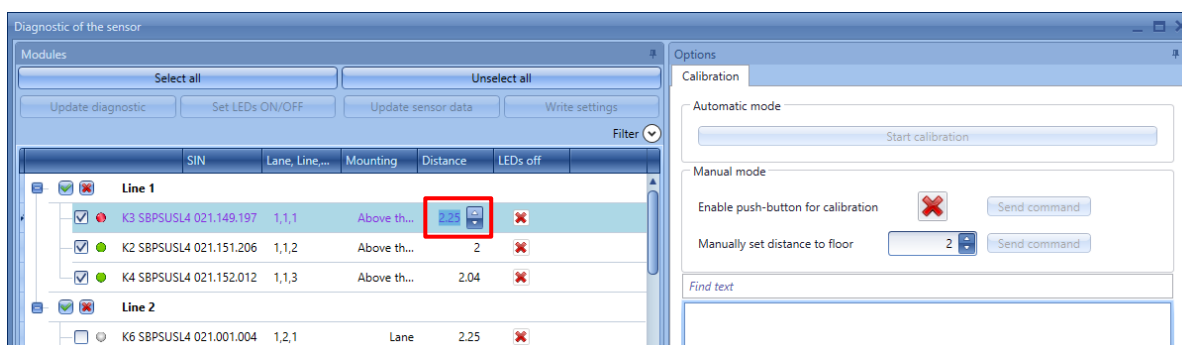 Diagnostic of the sensor
Modules
Select all
Unselect all
Update diagnostic
Set LEDs ON/OFF
Update sensor data
Write settings
Filter
SIN
Lane, Line,...
Mounting
Distance
LEDs off
Line 1
K3 SBPSUSL4 021.149.197 1,1,1 Above th... 2.25
K2 SBPSUSL4 021.151.206 1,1,2 Above th... 2
K4 SBPSUSL4 021.152.012 1,1,3 Above th... 2.04
Line 2
K6 SBPSUSL4 021.001.004 1,2,1 Lane 2.25
Options
Calibration
Automatic mode
Start calibration
Manual mode
Enable push-button for calibration
Send command
Manually set distance to floor 2
Send command
Find text